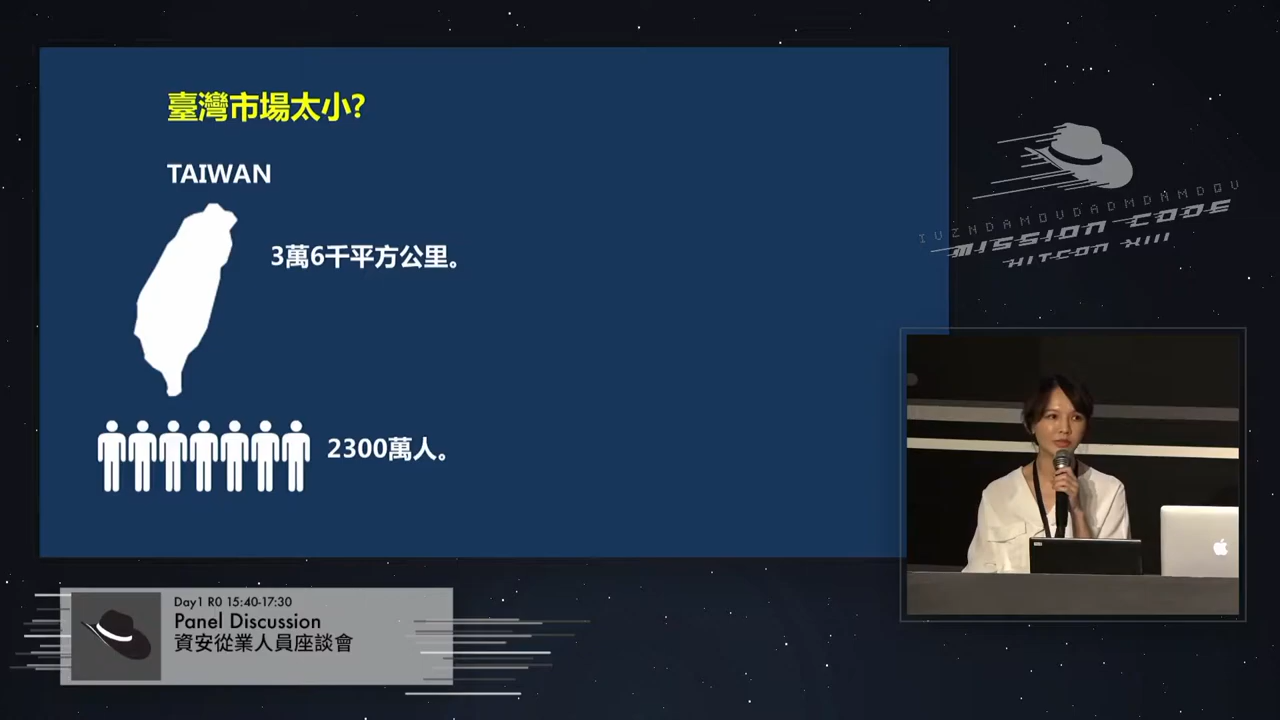 臺灣市場太小?
TAIWAN
3萬6千平方公里。
2300萬人。
IVZNDAMOVDADMDNMDQV
MISSION CODE
HITCON XIII
Day1 R0 15:40-17:30
Panel Discussion
資安從業人員座談會